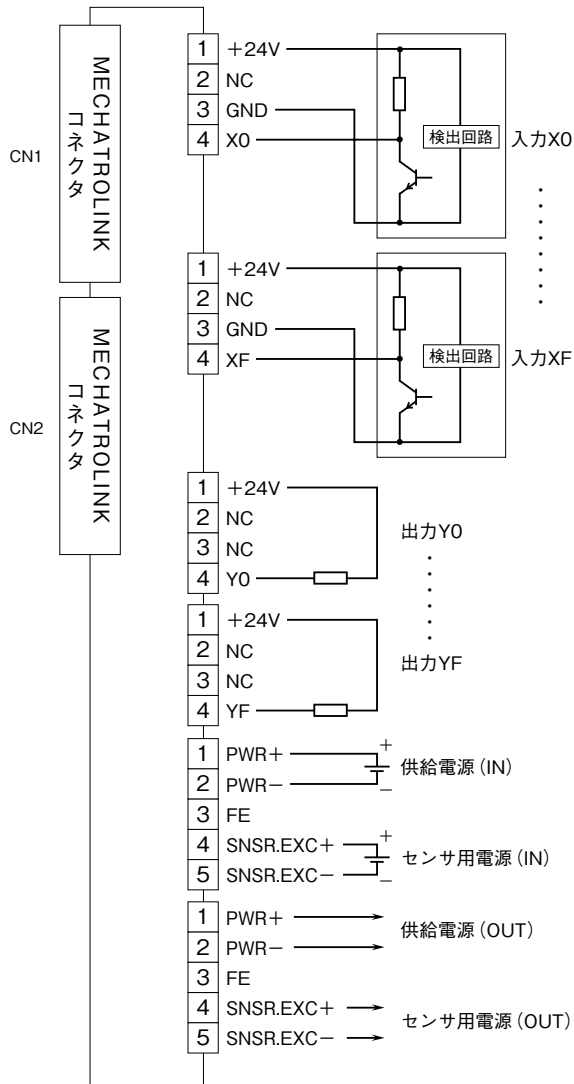 CN1
MECHATROLINK
コネクタ
CN2
MECHATROLINK
コネクタ
1 +24V
2 NC
3 GND
4 X0
検出回路
入力X0
1 +24V
2 NC
3 GND
4 XF
検出回路
入力XF
1 +24V
2 NC
3 NC
4 Y0
出力Y0
1 +24V
2 NC
3 NC
4 YF
出力YF
1 PWR+
2 PWR−
3 FE
4 SNSR.EXC+
5 SNSR.EXC−
+
−
供給電源(IN)
+
−
センサ用電源(IN)
1 PWR+
2 PWR−
3 FE
4 SNSR.EXC+
5 SNSR.EXC−
供給電源(OUT)
センサ用電源(OUT)